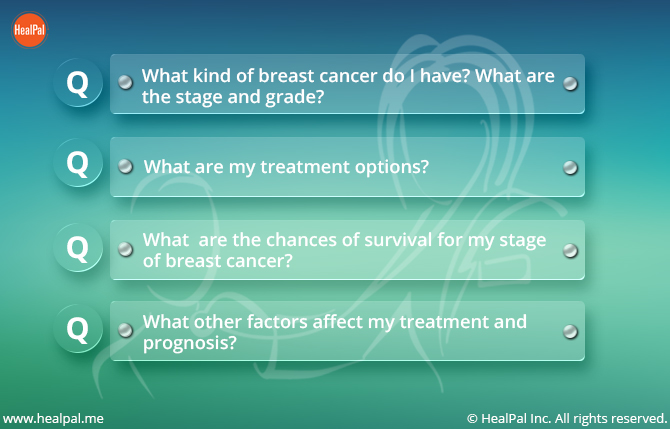 HealPal
Q
What kind of breast cancer do I have? What are
the stage and grade?
Q
What are my treatment options?
Q
What  are the chances of survival for my stage
of breast cancer?
Q
What other factors affect my treatment and
prognosis?
www.healpal.me
© HealPal Inc. All rights reserved.